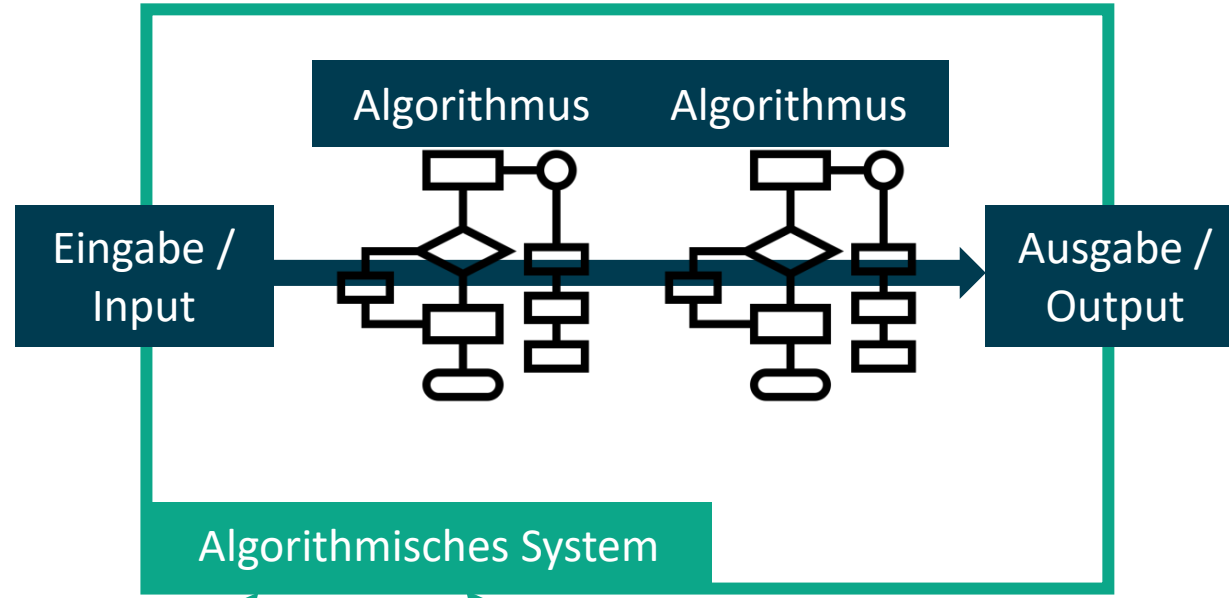 Algorithmus Algorithmus
Eingabe /
Input
Ausgabe /
Output
Algorithmisches System